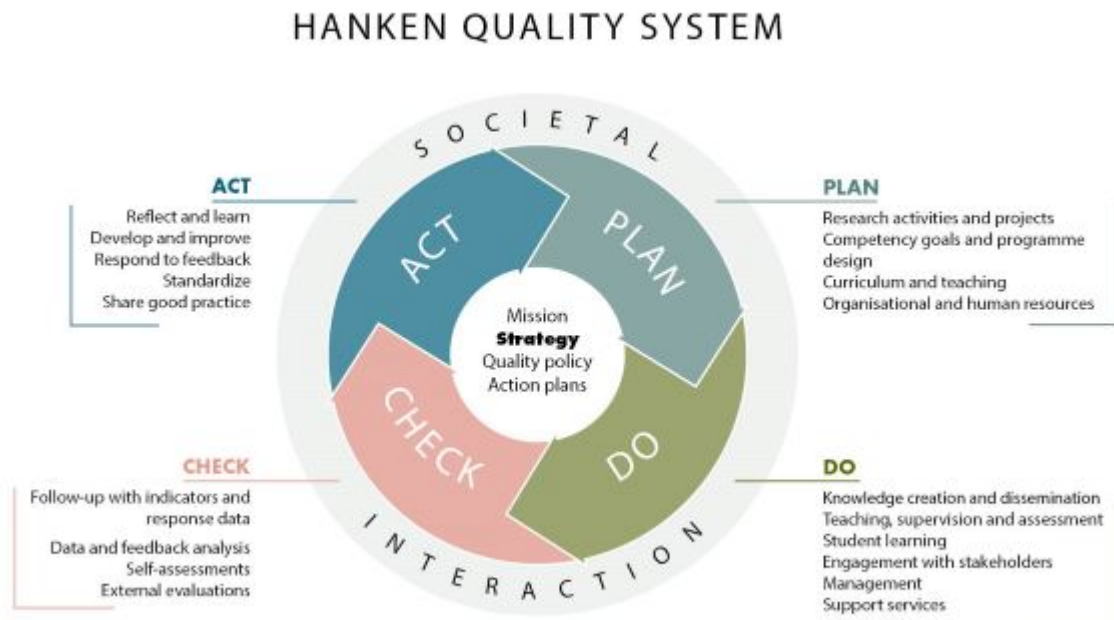 HANKEN QUALITY SYSTEM
SOCIETAL
INTERACTION
ACT
Reflect and learn
Develop and improve
Respond to feedback
Standardize
Share good practice
PLAN
Research activities and projects
Competency goals and programme
design
Curriculum and teaching
Organisational and human resources
ACT
PLAN
DO
CHECK
Mission
Strategy
Quality policy
Action plans
CHECK
Follow-up with indicators and
response data
Data and feedback analysis
Self-assessments
External evaluations
DO
Knowledge creation and dissemination
Teaching, supervision and assessment
Student learning
Engagement with stakeholders
Management
Support services